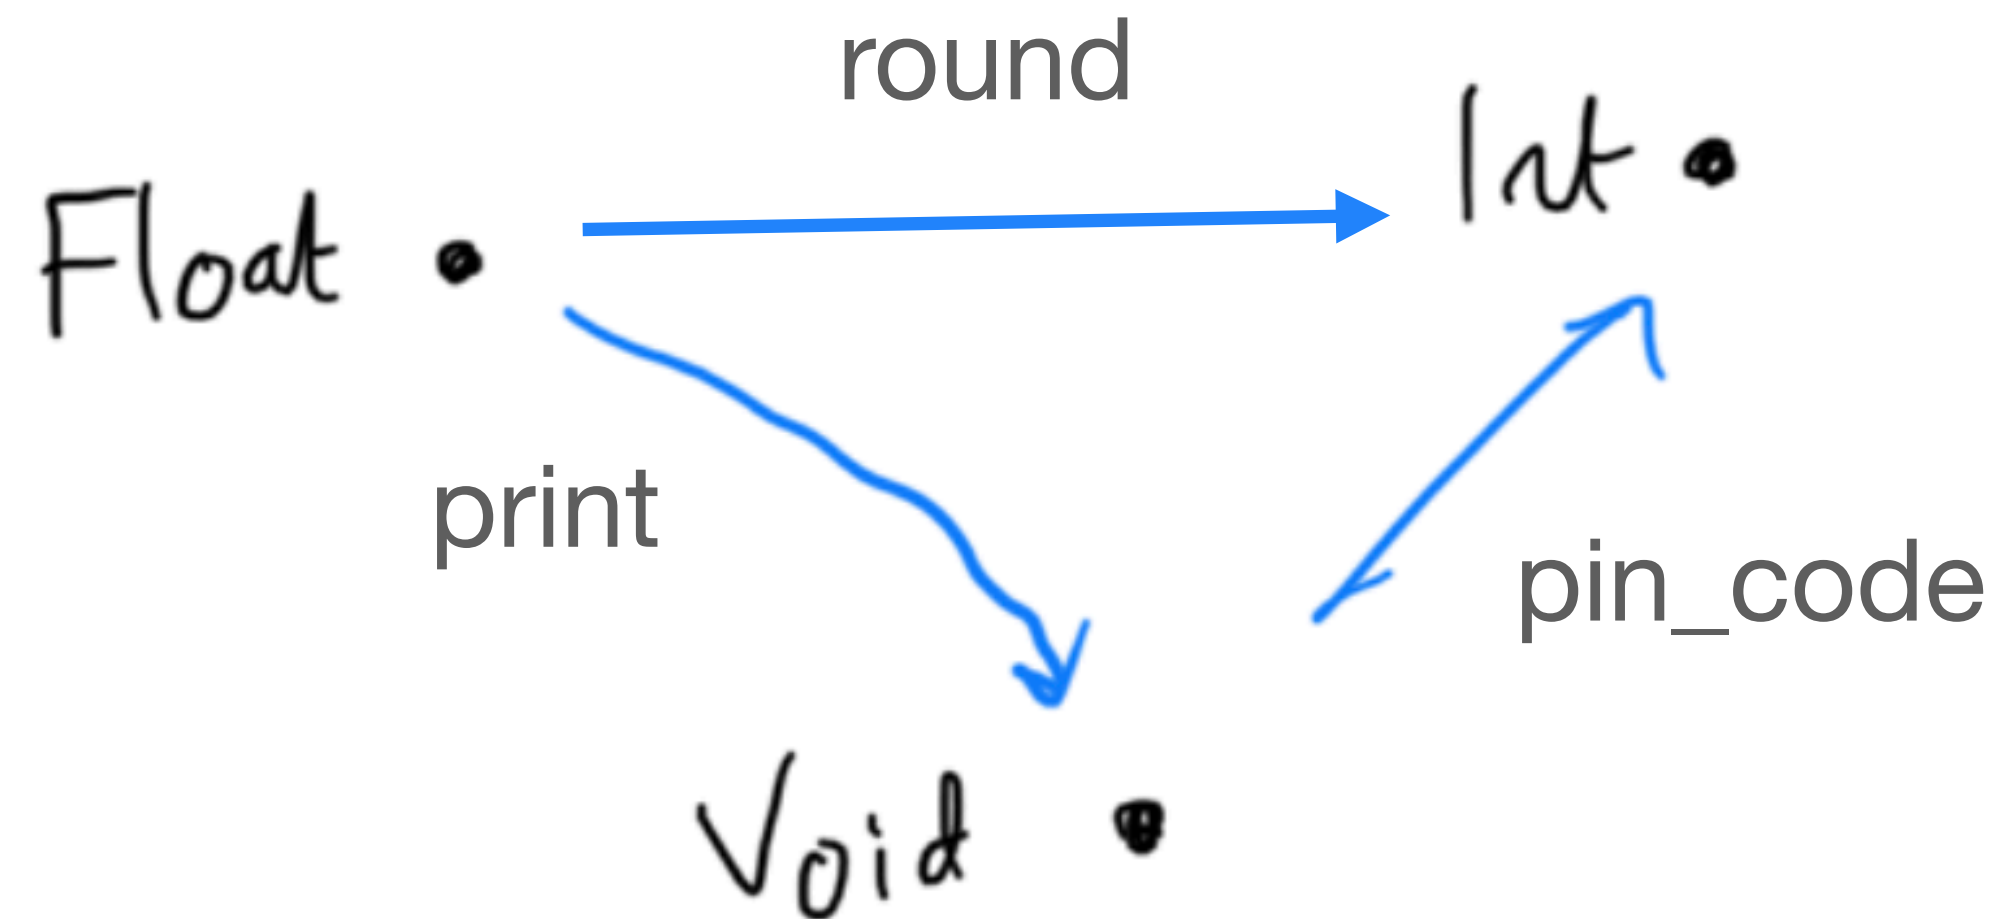 round
Int
Float
print
pin_code
Void